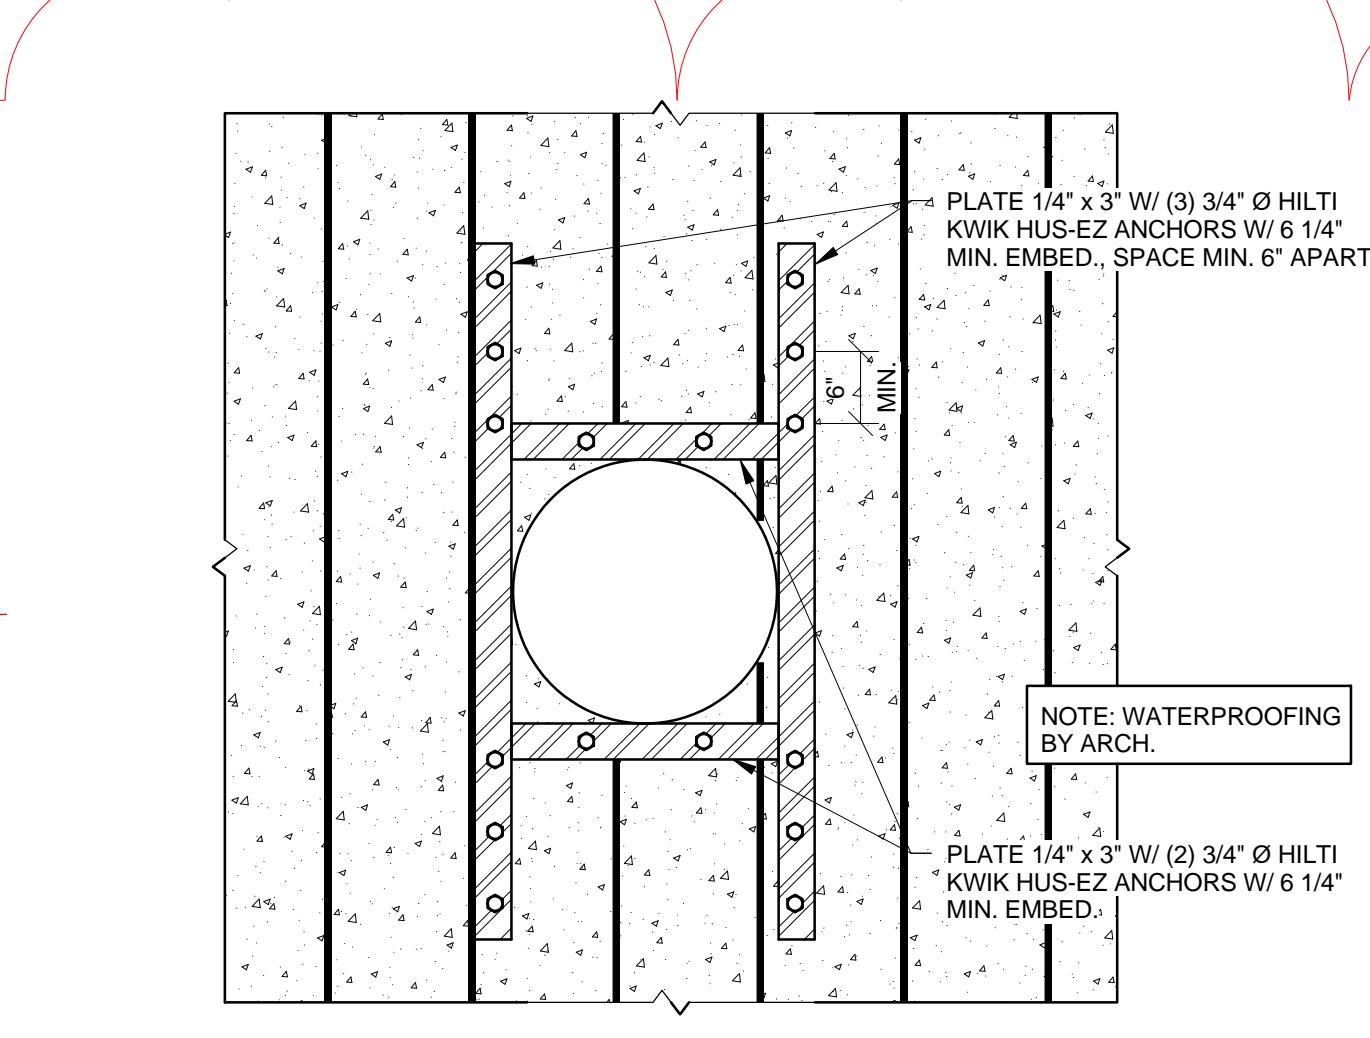 PLATE 1/4" x 3" W/ (3) 3/4" Ø HILTI
KWIK HUS-EZ ANCHORS W/ 6 1/4"
MIN. EMBED., SPACE MIN. 6" APART
6"
MIN.
NOTE: WATERPROOFING
BY ARCH.
PLATE 1/4" x 3" W/ (2) 3/4" Ø HILTI
KWIK HUS-EZ ANCHORS W/ 6 1/4"
MIN. EMBED.